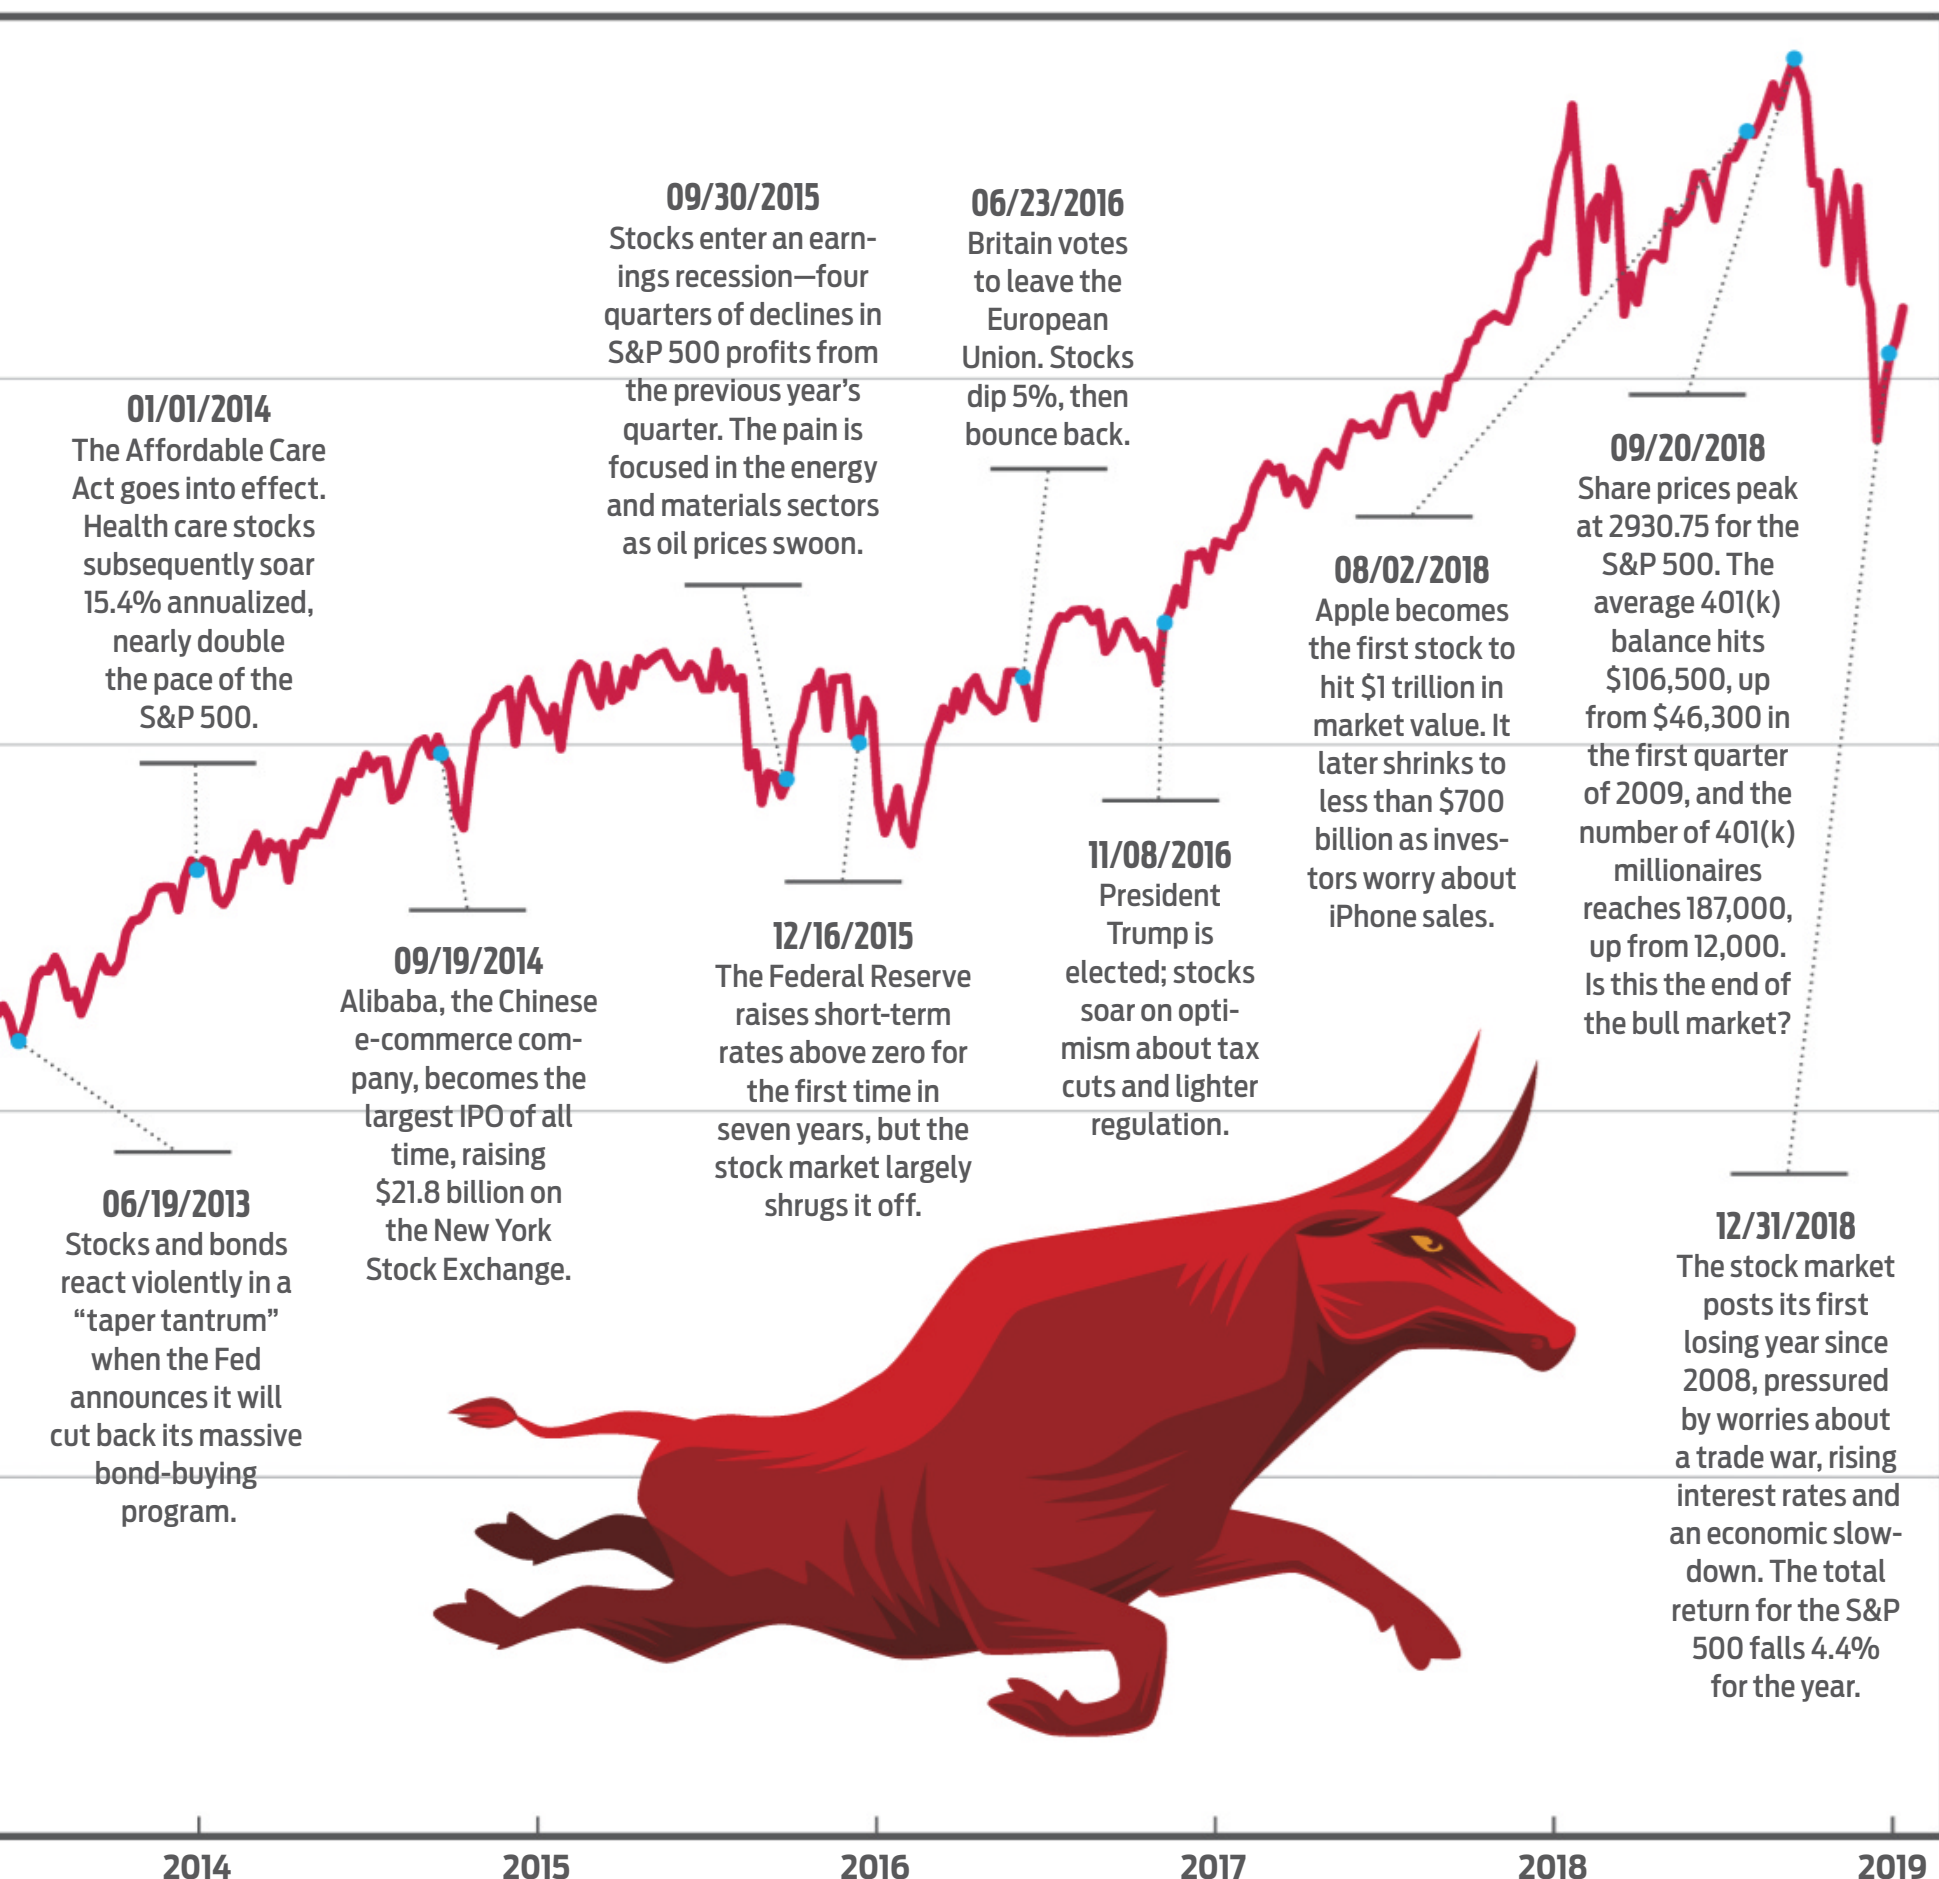 09/30/2015
Stocks enter an earn-
ings recession—four
quarters of declines in
S&P 500 profits from
the previous year’s
quarter. The pain is
focused in the energy
and materials sectors
as oil prices swoon.
06/23/2016
Britain votes
to leave the
European
Union. Stocks
dip 5%, then
bounce back.
01/01/2014
The Affordable Care
Act goes into effect.
Health care stocks
subsequently soar
15.4% annualized,
nearly double
the pace of the
S&P 500.
09/20/2018
Share prices peak
at 2930.75 for the
S&P 500. The
average 401(k)
balance hits
$106,500, up
from $46,300 in
the first quarter
of 2009, and the
number of 401(k)
millionaires
reaches 187,000,
up from 12,000.
Is this the end of
the bull market?
08/02/2018
Apple becomes
the first stock to
hit $1 trillion in
market value. It
later shrinks to
less than $700
billion as inves-
tors worry about
iPhone sales.
11/08/2016
President
Trump is
elected; stocks
soar on opti-
mism about tax
cuts and lighter
regulation.
12/16/2015
The Federal Reserve
raises short-term
rates above zero for
the first time in
seven years, but the
stock market largely
shrugs it off.
09/19/2014
Alibaba, the Chinese
e-commerce com-
pany, becomes the
largest IPO of all
time, raising
$21.8 billion on
the New York
Stock Exchange.
06/19/2013
Stocks and bonds
react violently in a
“taper tantrum”
when the Fed
announces it will
cut back its massive
bond-buying
program.
12/31/2018
The stock market
posts its first
losing year since
2008, pressured
by worries about
a trade war, rising
interest rates and
an economic slow-
down. The total
return for the S&P
500 falls 4.4%
for the year.
2014 2015 2016 2017 2018 2019